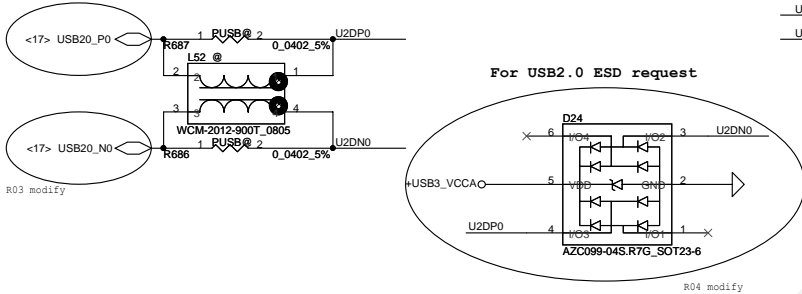 <17> USB20_P0
R687
1 PUSB@ 2
0_0402_5%
U2DP0
L52 @
2 2 1
3 3 4
WCM-2012-900T_0805
<17> USB20_N0
R686
1 PUSB@ 2
0_0402_5%
U2DN0
R03 modify
U
U
For USB2.0 ESD request
D24
6 I/O4 I/O2 3 U2DN0
+USB3_VCCA 5 VDD GND 2
U2DP0 4 I/O3 I/O1 1
AZC099-04S.R7G_SOT23-6
R04 modify